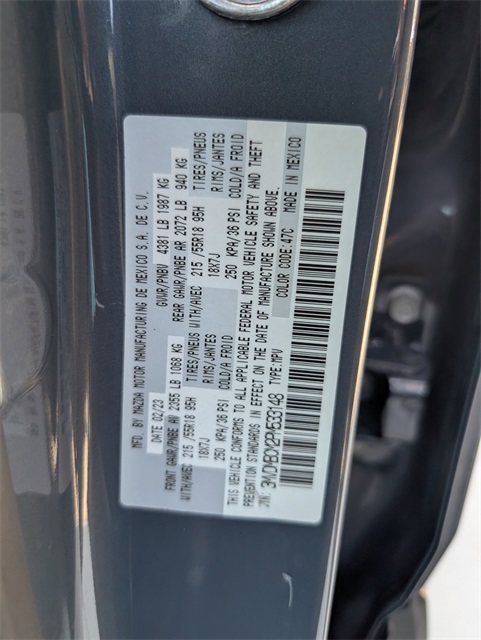 MFD. BY MAZDA MOTOR MANUFACTURING DE MEXICO S.A. DE C.V.
DATE 02/23 GVWR/PNBV 4381 LB 1987 KG
FRONT GAWR/PNBE AV 2355 LB 1068 KG REAR GAWR/PNBE AR 2072 LB 940 KG
WITH/AVEC 215 /55R18 95H TIRES/PNEUS WITH/AVEC 215 /55R18 95H TIRES/PNEUS
18X7J RIMS/JANTES 18X7J RIMS/JANTES
250 KPA/36 PSI COLD/A FROID 250 KPA/36 PSI COLD/A FROID
THIS VEHICLE CONFORMS TO ALL APPLICABLE FEDERAL MOTOR VEHICLE SAFETY AND THEFT
PREVENTION STANDARDS IN EFFECT ON THE DATE OF MANUFACTURE SHOWN ABOVE.
TYPE:MPV COLOR CODE:47C MADE IN MEXICO